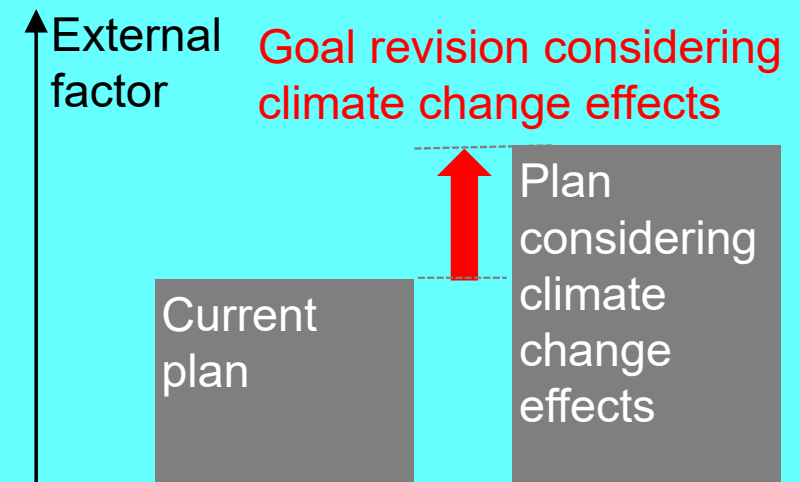 External
factor
Goal revision considering
climate change effects
Current
plan
Plan
considering
climate
change
effects